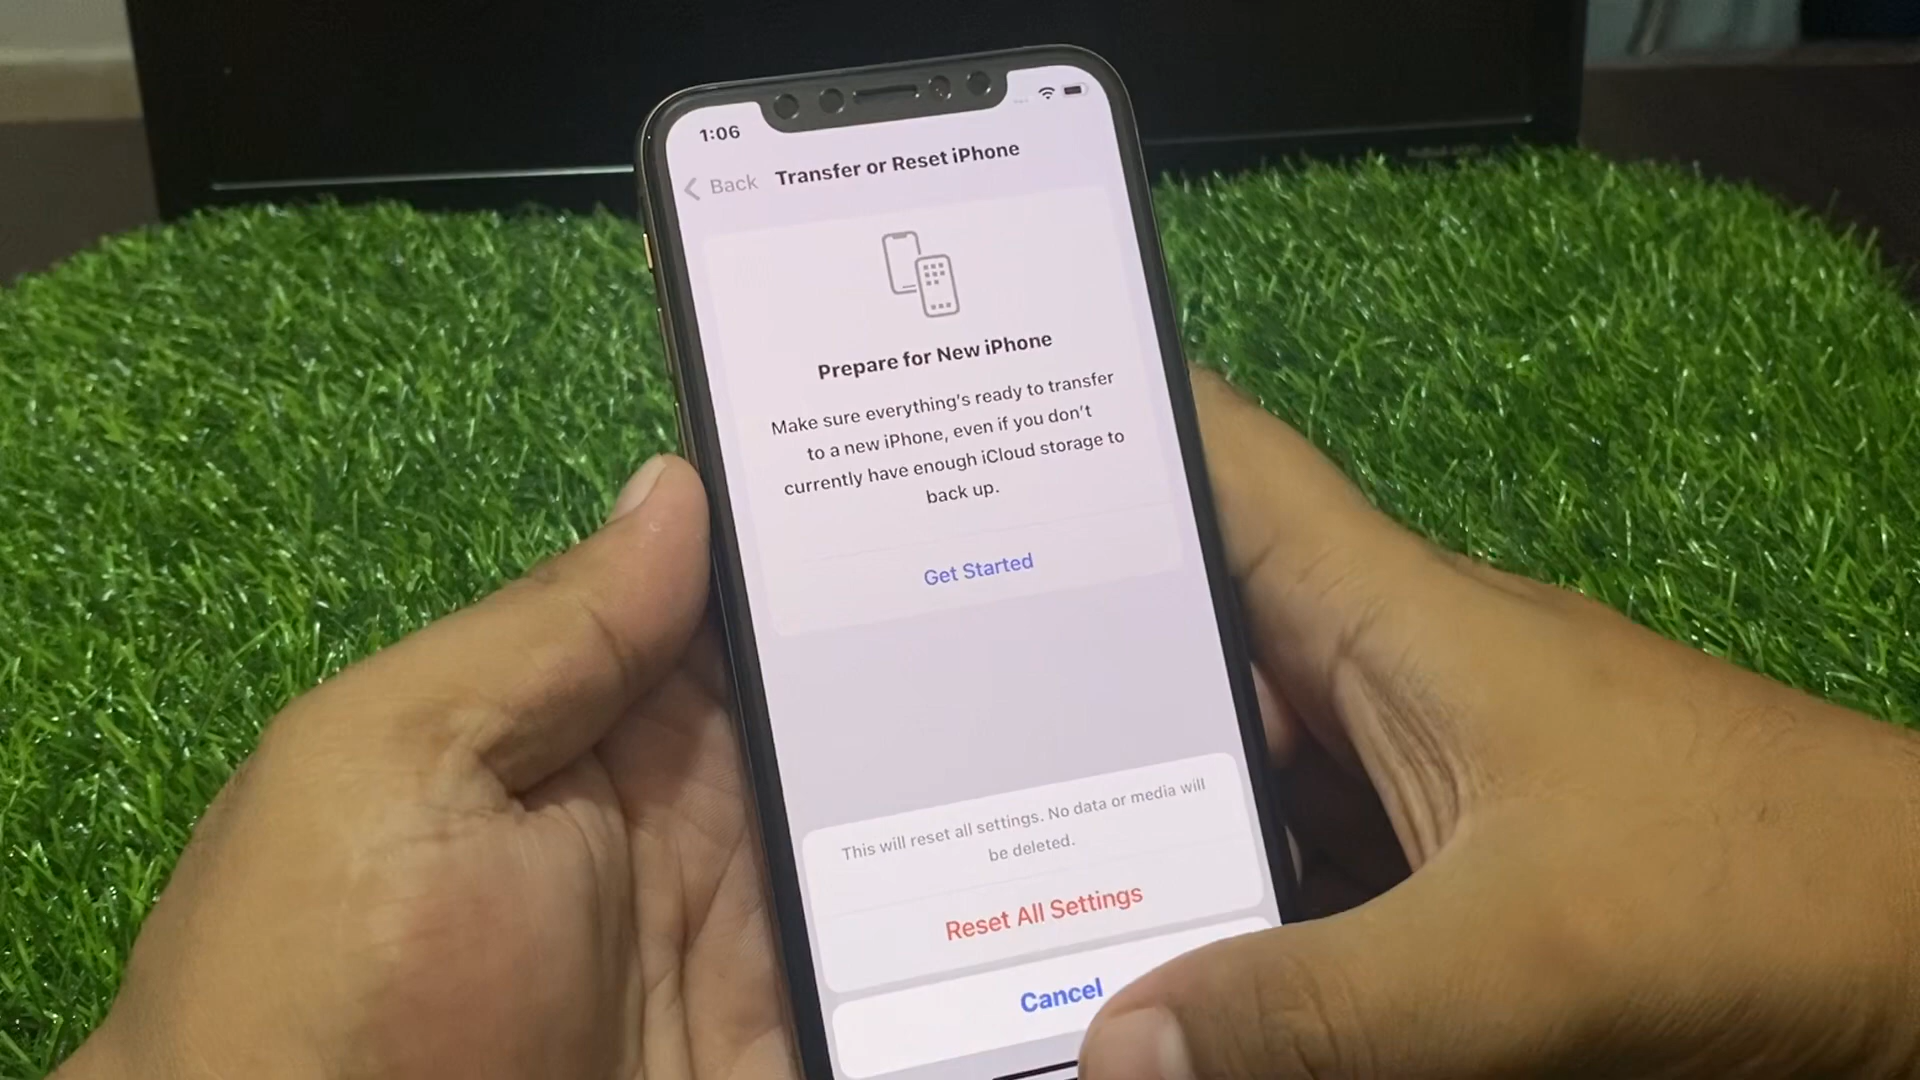 1:06
Back
Transfer or Reset iPhone
Prepare for New iPhone
Make sure everything's ready to transfer
to a new iPhone, even if you don't
currently have enough iCloud storage to
back up.
Get Started
This will reset all settings. No data or media will
be deleted.
Reset All Settings
Cancel